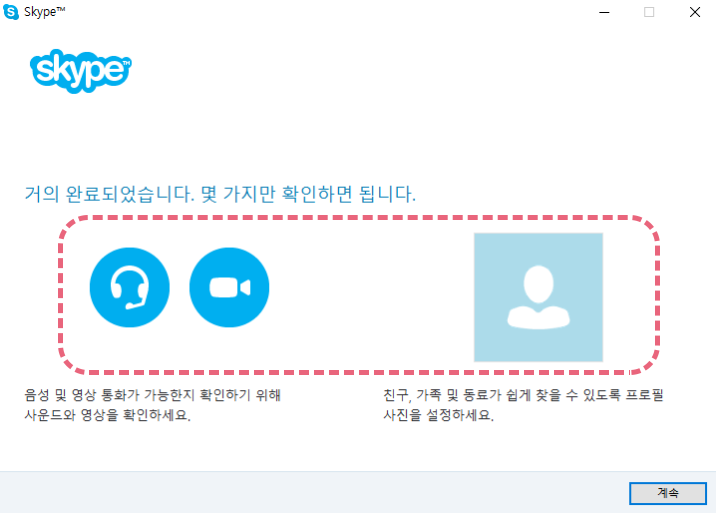 Skype™
skype™
거의 완료되었습니다. 몇 가지만 확인하면 됩니다.
음성 및 영상 통화가 가능한지 확인하기 위해
사운드와 영상을 확인하세요.
친구, 가족 및 동료가 쉽게 찾을 수 있도록 프로필
사진을 설정하세요.
계속